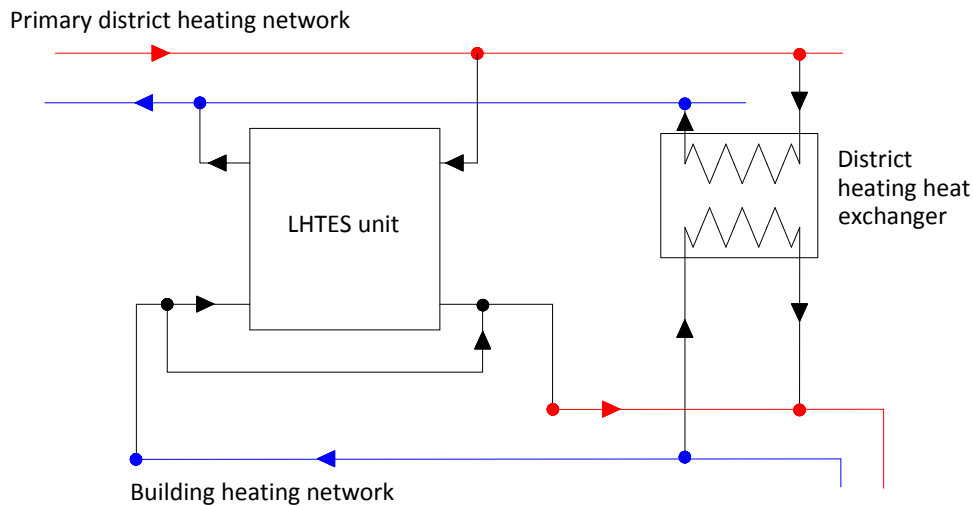 Primary district heating network
LHTES unit
District
heating heat
exchanger
Building heating network